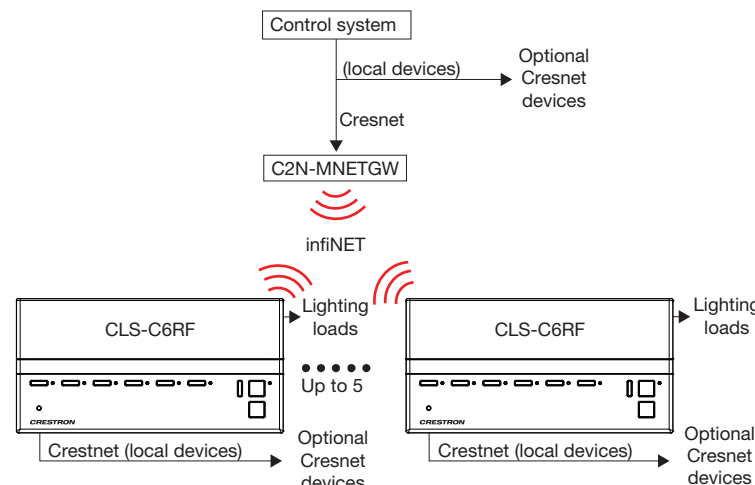 Control system
(local devices)
Optional
Cresnet
devices
Cresnet
C2N-MNETGW
infiNET
CLS-C6RF
Lighting
loads
CLS-C6RF
Lighting
loads
Up to 5
CRESTRON
CRESTRON
Crestnet (local devices)
Optional
Cresnet
devices
Crestnet (local devices)
Optional
Cresnet
devices